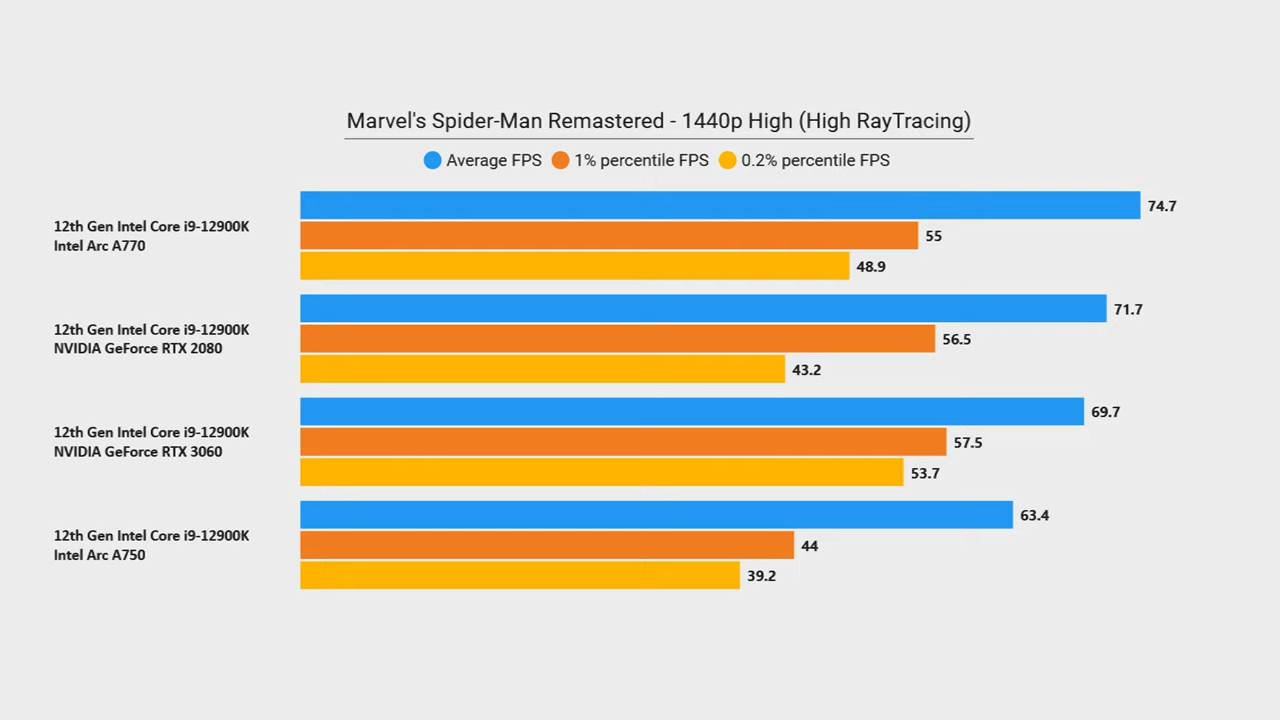 Marvel's Spider-Man Remastered - 1440p High (High RayTracing)
Average FPS 1% percentile FPS 0.2% percentile FPS
12th Gen Intel Core i9-12900K
Intel Arc A770
74.7
55
48.9
12th Gen Intel Core i9-12900K
NVIDIA GeForce RTX 2080
71.7
56.5
43.2
12th Gen Intel Core i9-12900K
NVIDIA GeForce RTX 3060
69.7
57.5
53.7
12th Gen Intel Core i9-12900K
Intel Arc A750
63.4
44
39.2